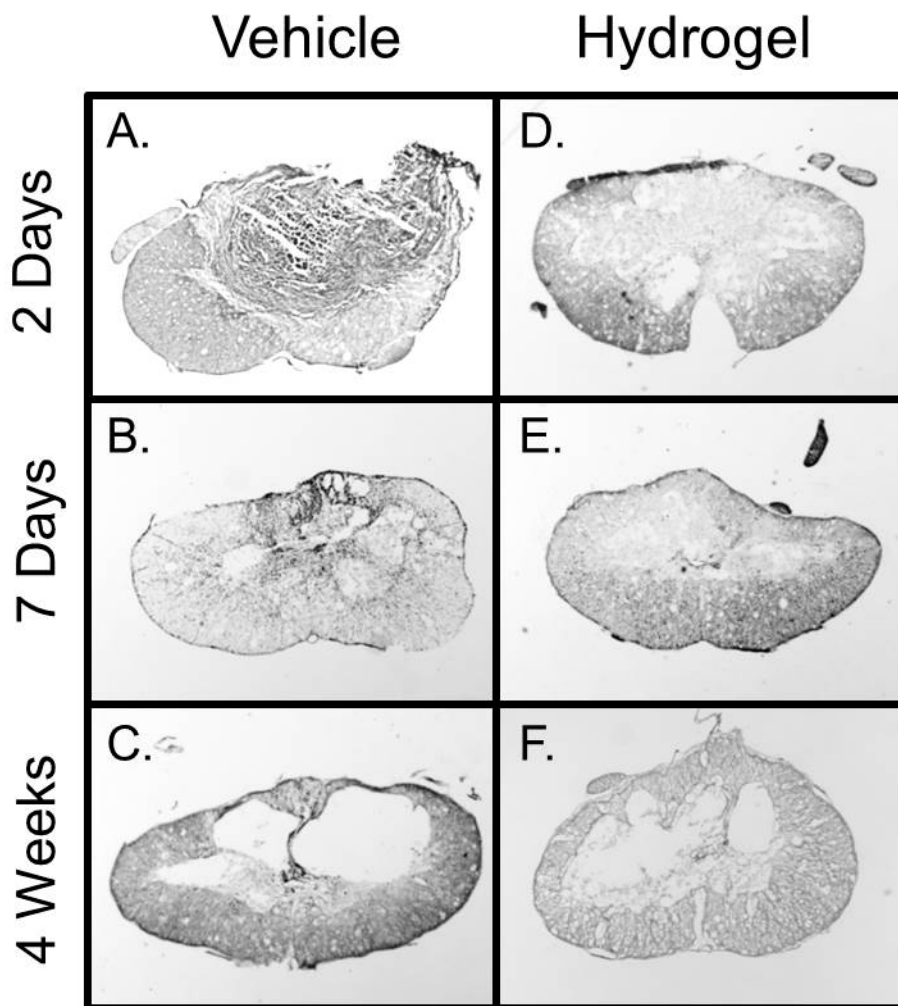 Vehicle Hydrogel
2 Days
A. D.
7 Days
B. E.
4 Weeks
C. F.